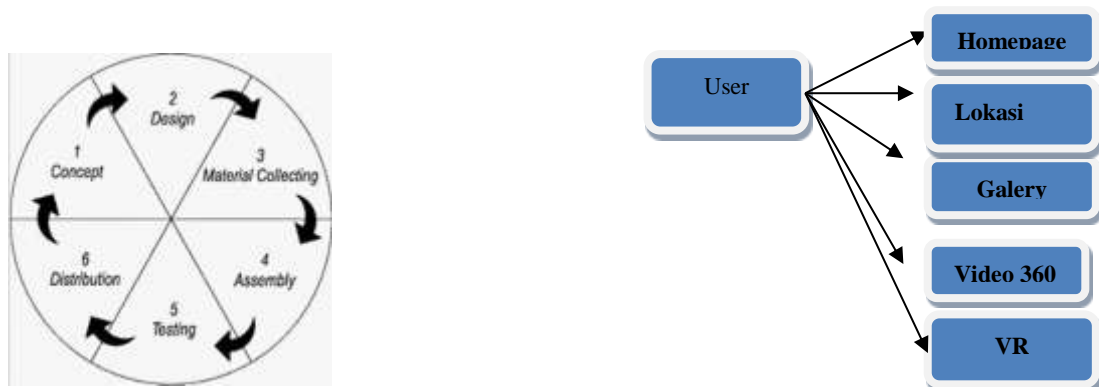 1
Concept
2
Design
3
Material Collecting
4
Assembly
5
Testing
6
Distribution
User
Homepage
Lokasi
Galery
Video 360
VR